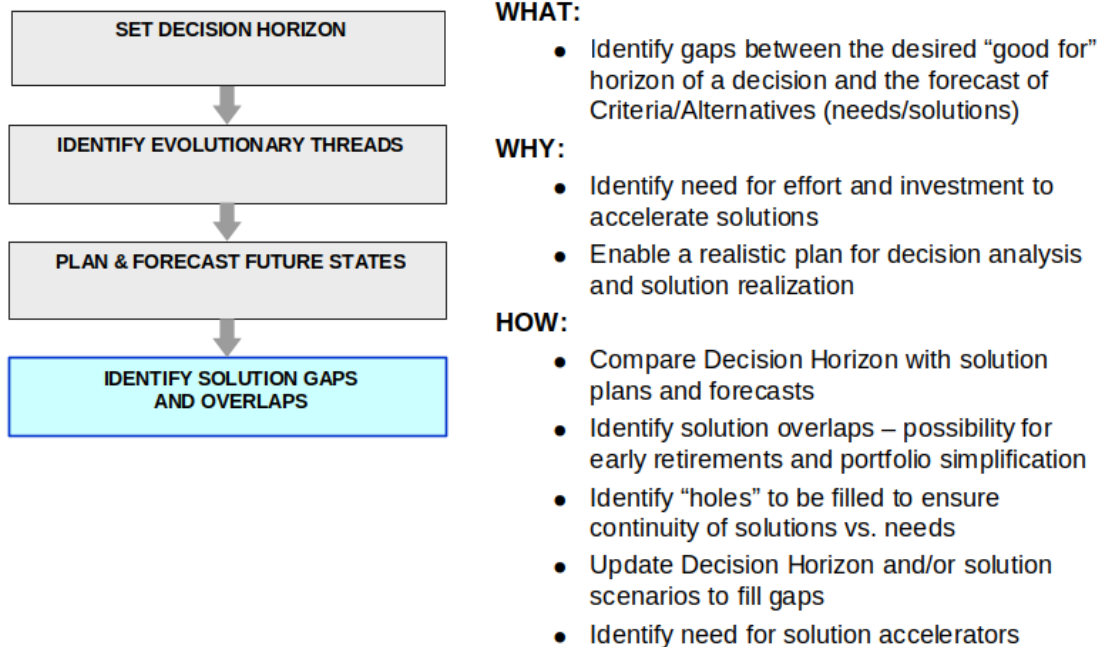 SET DECISION HORIZON
IDENTIFY EVOLUTIONARY THREADS
PLAN & FORECAST FUTURE STATES
IDENTIFY SOLUTION GAPS
AND OVERLAPS
WHAT:
● Identify gaps between the desired “good for”
horizon of a decision and the forecast of
Criteria/Alternatives (needs/solutions)
WHY:
● Identify need for effort and investment to
accelerate solutions
● Enable a realistic plan for decision analysis
and solution realization
HOW:
● Compare Decision Horizon with solution
plans and forecasts
● Identify solution overlaps – possibility for
early retirements and portfolio simplification
● Identify “holes” to be filled to ensure
continuity of solutions vs. needs
● Update Decision Horizon and/or solution
scenarios to fill gaps
● Identify need for solution accelerators